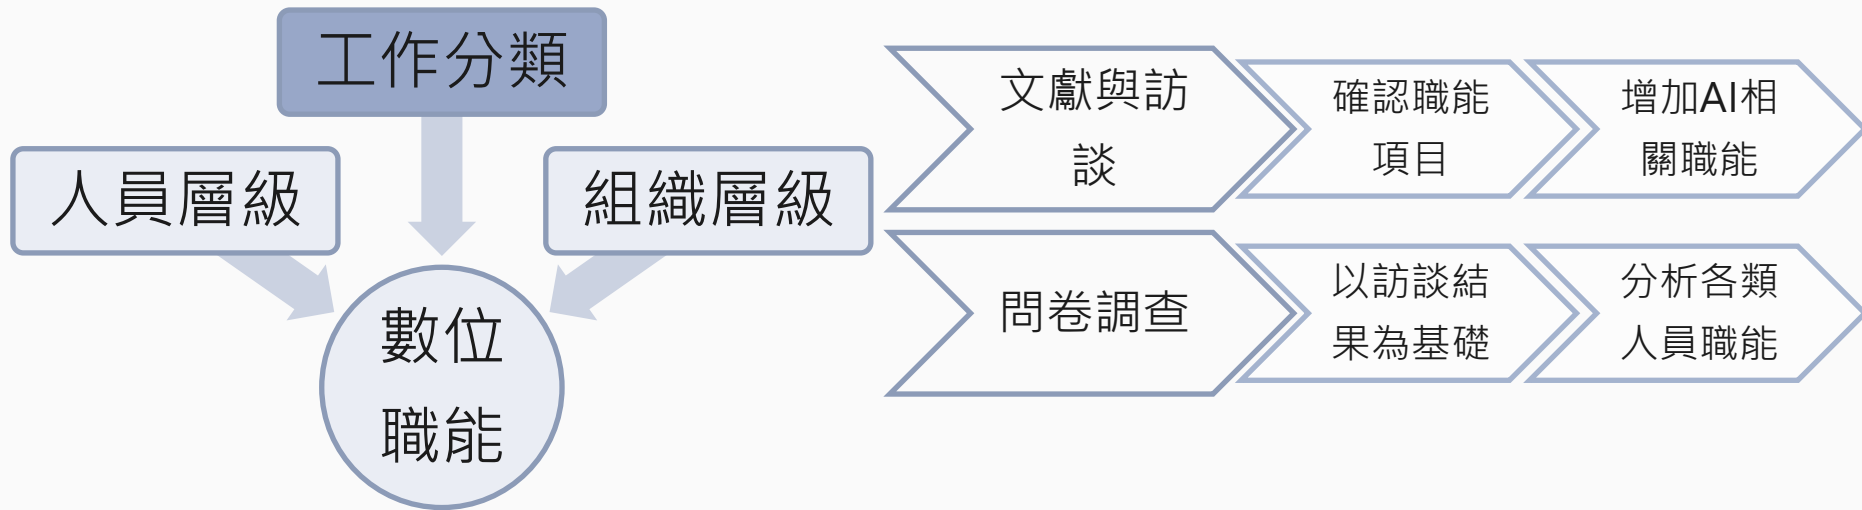 工作分類
人員層級
組織層級
數位
職能
文獻與訪
談
確認職能
項目
增加AI相
關職能
問卷調查
以訪談結
果為基礎
分析各類
人員職能